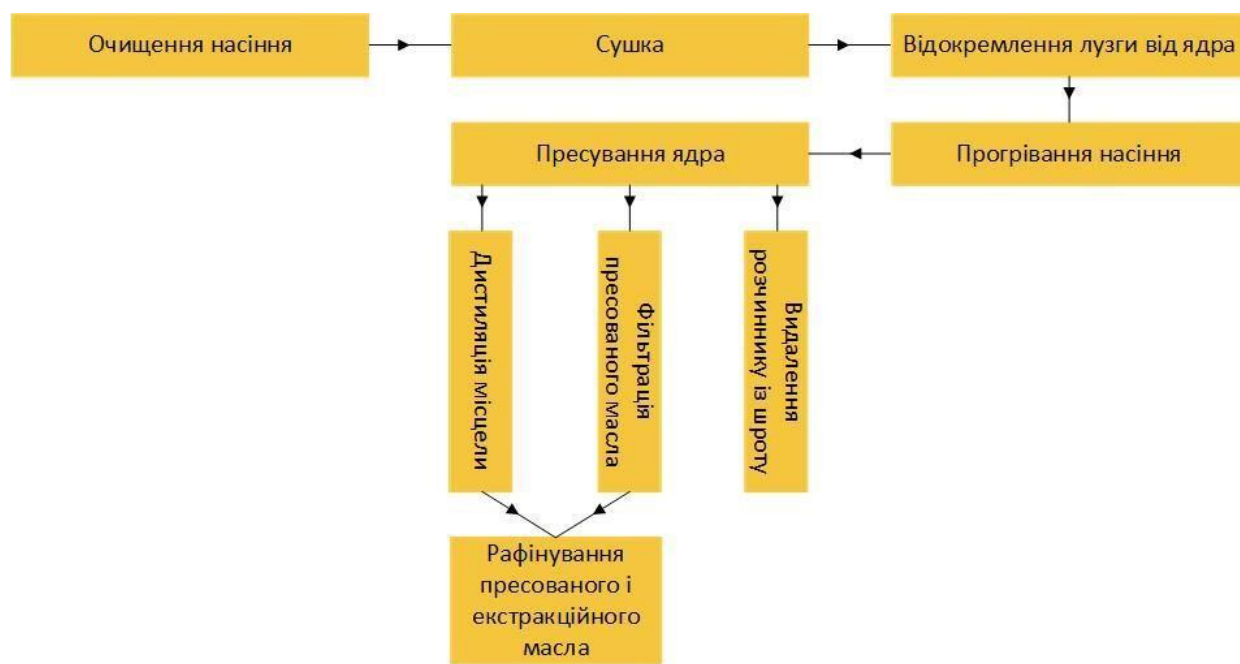 Очищення насіння
Сушка
Відокремлення лузги від ядра
Пресування ядра
Прогрівання насіння
Дистиляція місцели
Фільтрація
пресованого масла
Видалення
розчиннику із шроту
Рафінування
пресованого і
екстракційного
масла